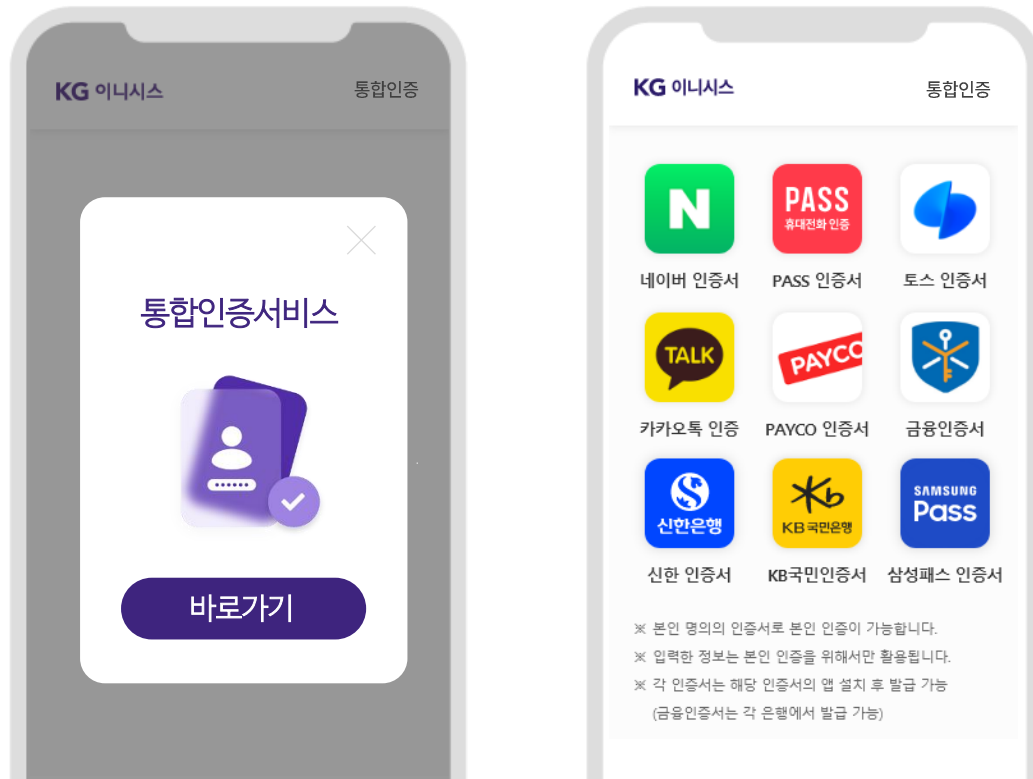 KG 이니시스
통합인증
통합인증서비스
바로가기
KG 이니시스
통합인증
N
PASS
휴대전화 인증
네이버 인증서
PASS 인증서
토스 인증서
TALK
PAYCO
카카오톡 인증
PAYCO 인증서
금융인증서
신한은행
Kb
KB국민은행
SAMSUNG
Pass
신한 인증서
KB국민인증서
삼성패스 인증서
※ 본인 명의의 인증서로 본인 인증이 가능합니다.
※ 입력한 정보는 본인 인증을 위해서만 활용됩니다.
※ 각 인증서는 해당 인증서의 앱 설치 후 발급 가능
(금융인증서는 각 은행에서 발급 가능)